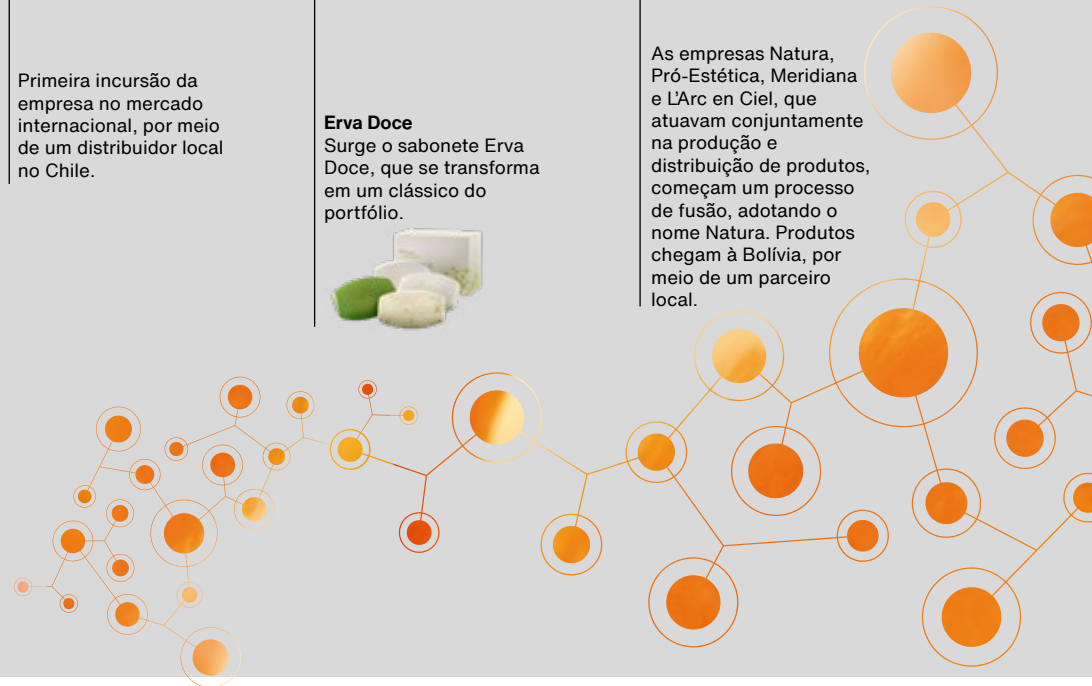 Primeira incursão da
empresa no mercado
internacional, por meio
de um distribuidor local
no Chile.
Erva Doce
Surge o sabonete Erva
Doce, que se transforma
em um clássico do
portfólio.
As empresas Natura,
Pró-Estética, Meridiana
e L'Arc en Ciel, que
atuavam conjuntamente
na produção e
distribuição de produtos,
começam um processo
de fusão, adotando o
nome Natura. Produtos
chegam à Bolívia, por
meio de um parceiro
local.